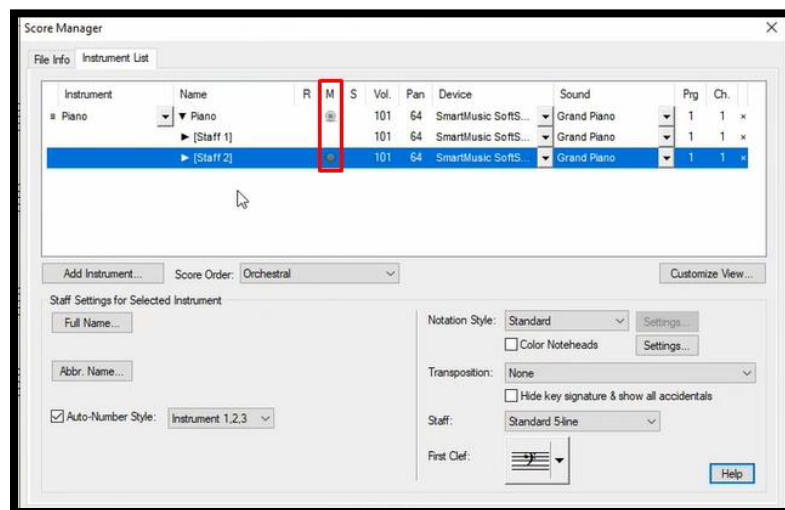 Score Manager
File Info Instrument List
Instrument Name R M S Vol. Pan Device Sound Prg Ch.
Piano ▼ Piano 101 64 SmartMusic SoftS... Grand Piano 1 1 ×
▶ [Staff 1] 101 64 SmartMusic SoftS... Grand Piano 1 1 ×
▶ [Staff 2] 101 64 SmartMusic SoftS... Grand Piano 1 1 ×
Add Instrument... Score Order: Orchestral Customize View...
Staff Settings for Selected Instrument
Full Name...
Notation Style: Standard Settings...
Color Noteheads Settings...
Abbr. Name...
Transposition: None
Hide key signature & show all accidentals
Auto-Number Style: Instrument 1,2,3
Staff: Standard 5-line
First Clef:
Help